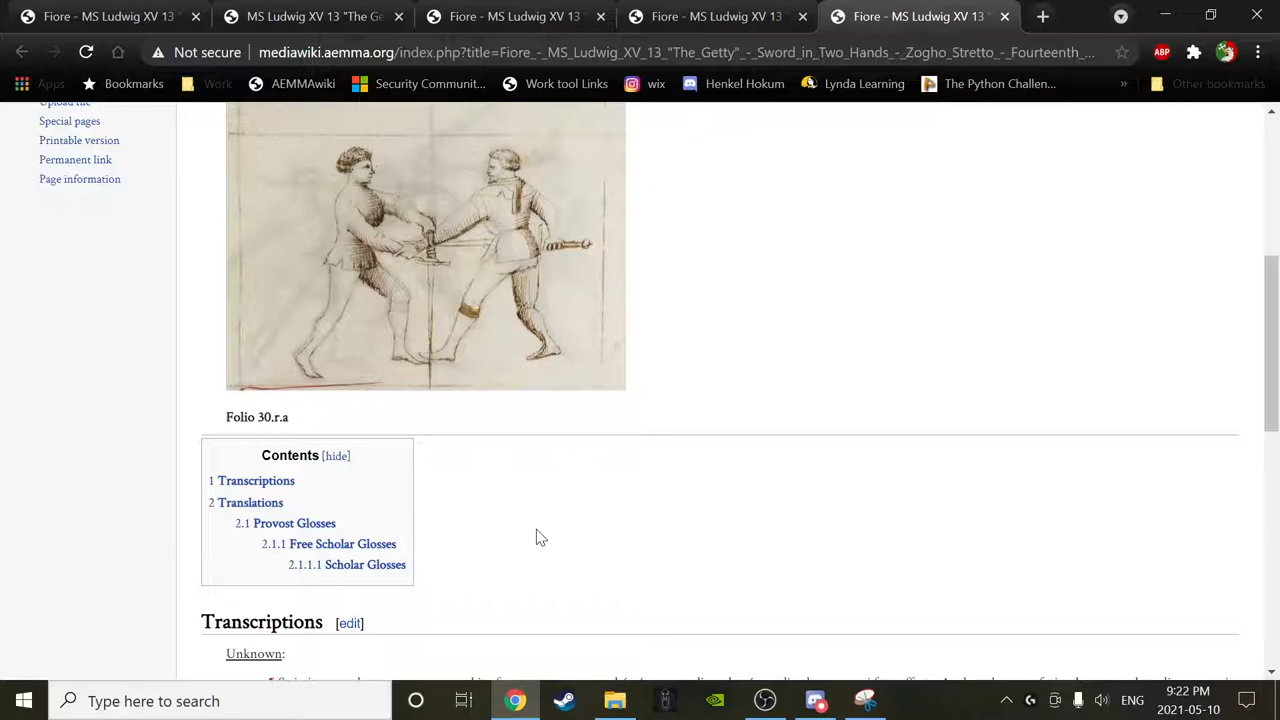 Fiore - MS Ludwig XV 13
MS Ludwig XV 13 "The Ge
Fiore - MS Ludwig XV 13
Fiore - MS Ludwig XV 13
Fiore - MS Ludwig XV 13
Not secure
mediawiki.aemma.org/index.php?title=Fiore_-_MS_Ludwig_XV_13_"The_Getty"_-_Sword_in_Two_Hands_-_Zogho_Stretto_-_Fourteenth_...
ABP
Apps
Bookmarks
Work
AEMMAwiki
Security Communit...
Work tool Links
wix
Henkel Hokum
Lynda Learning
The Python Challen...
»
Other bookmarks
Upload file
Special pages
Printable version
Permanent link
Page information
Folio 30.r.a
Contents [hide]
1 Transcriptions
2 Translations
2.1 Provost Glosses
2.1.1 Free Scholar Glosses
2.1.1.1 Scholar Glosses
Transcriptions [edit]
Unknown:
Type here to search
ENG
9:22 PM
2021-05-10